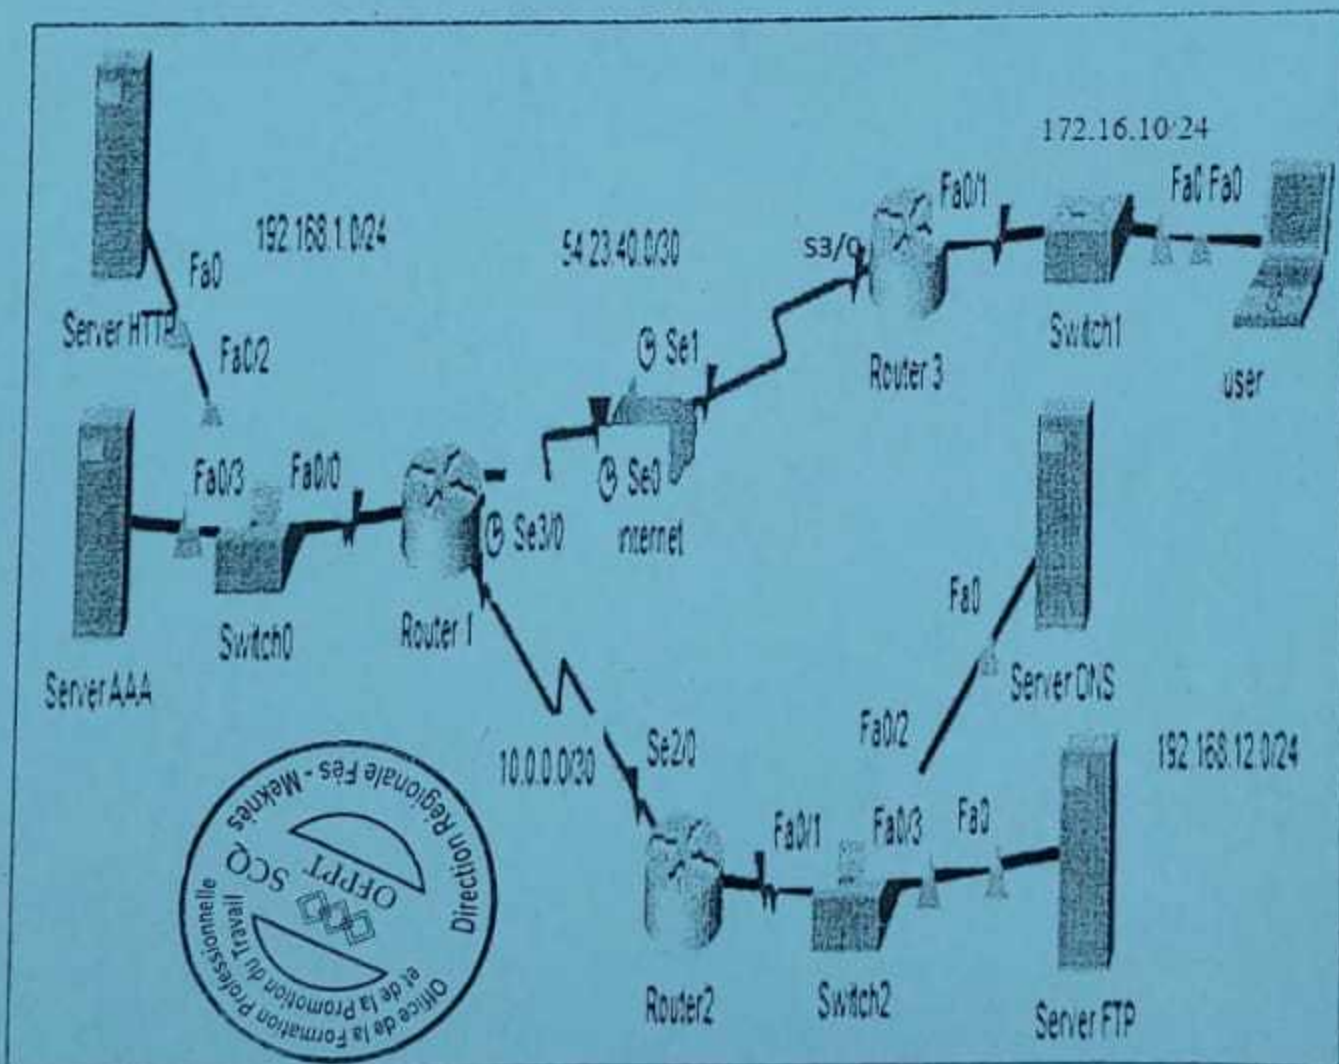 172.16.10/24
Fa0/1
Fa0 Fa0
192.168.1.0/24
54.23.40.0/30
S3/0
Fa0
Server HTTP
Fa0/2
Se1
Router 3
Switch1
user
Fa0/3
Fa0/0
Se0
Se3/0
internet
Switch0
Router 1
Server AAA
Fa0
Server DNS
Fa0/2
192.168.12.0/24
10.0.0.0/30
Se2/0
Fa0/1
Fa0/3
Fa0
Router2
Switch2
Server FTP
Office de la Formation Professionnelle
et de la Promotion du Travail
OFPPT
SCQ
Direction Régionale Fès - Meknès